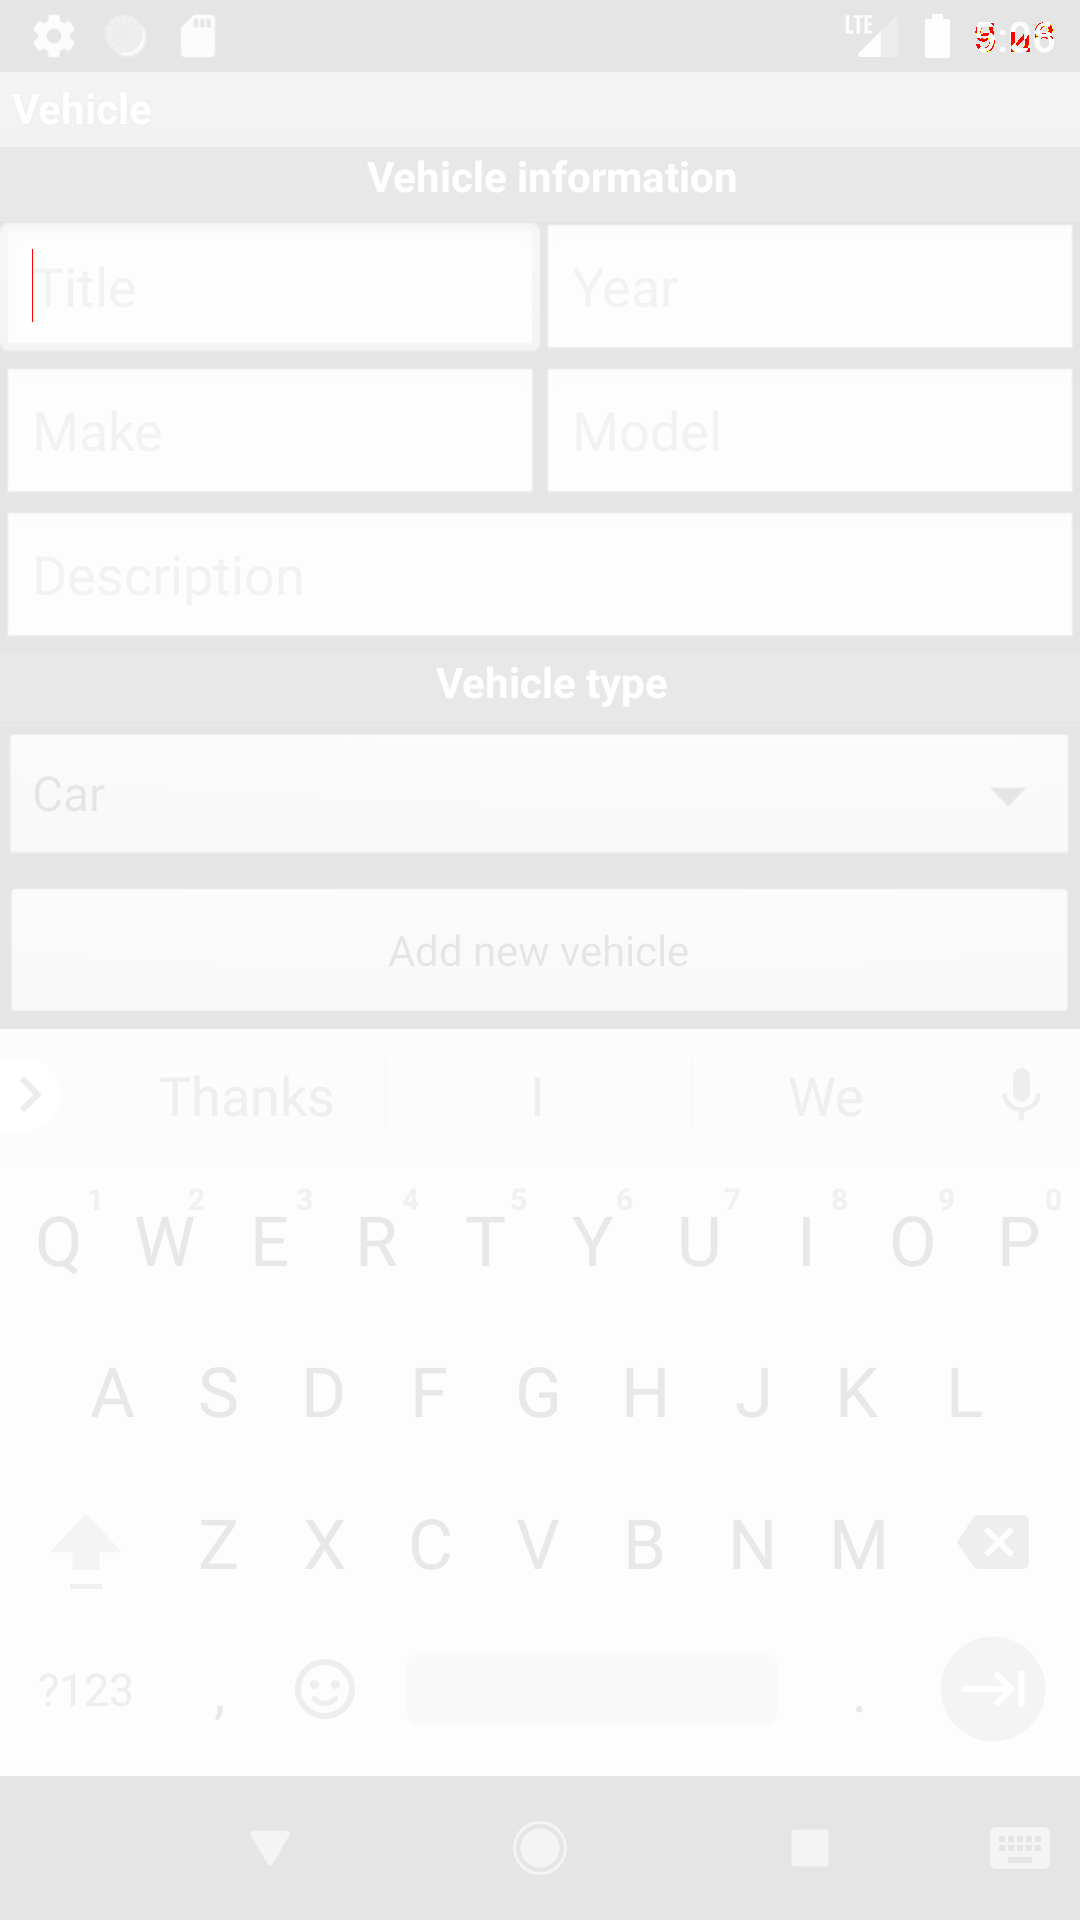 LTE
Vehicle
Vehicle information
Title Year
Make Model
Description
Vehicle type
Car
Add new vehicle
Thanks I We
1 2 3 4 5 6 7 8 9 0
Q W E R T Y U I O P
A S D F G H J K L
Z X C V B N M
?123 , .